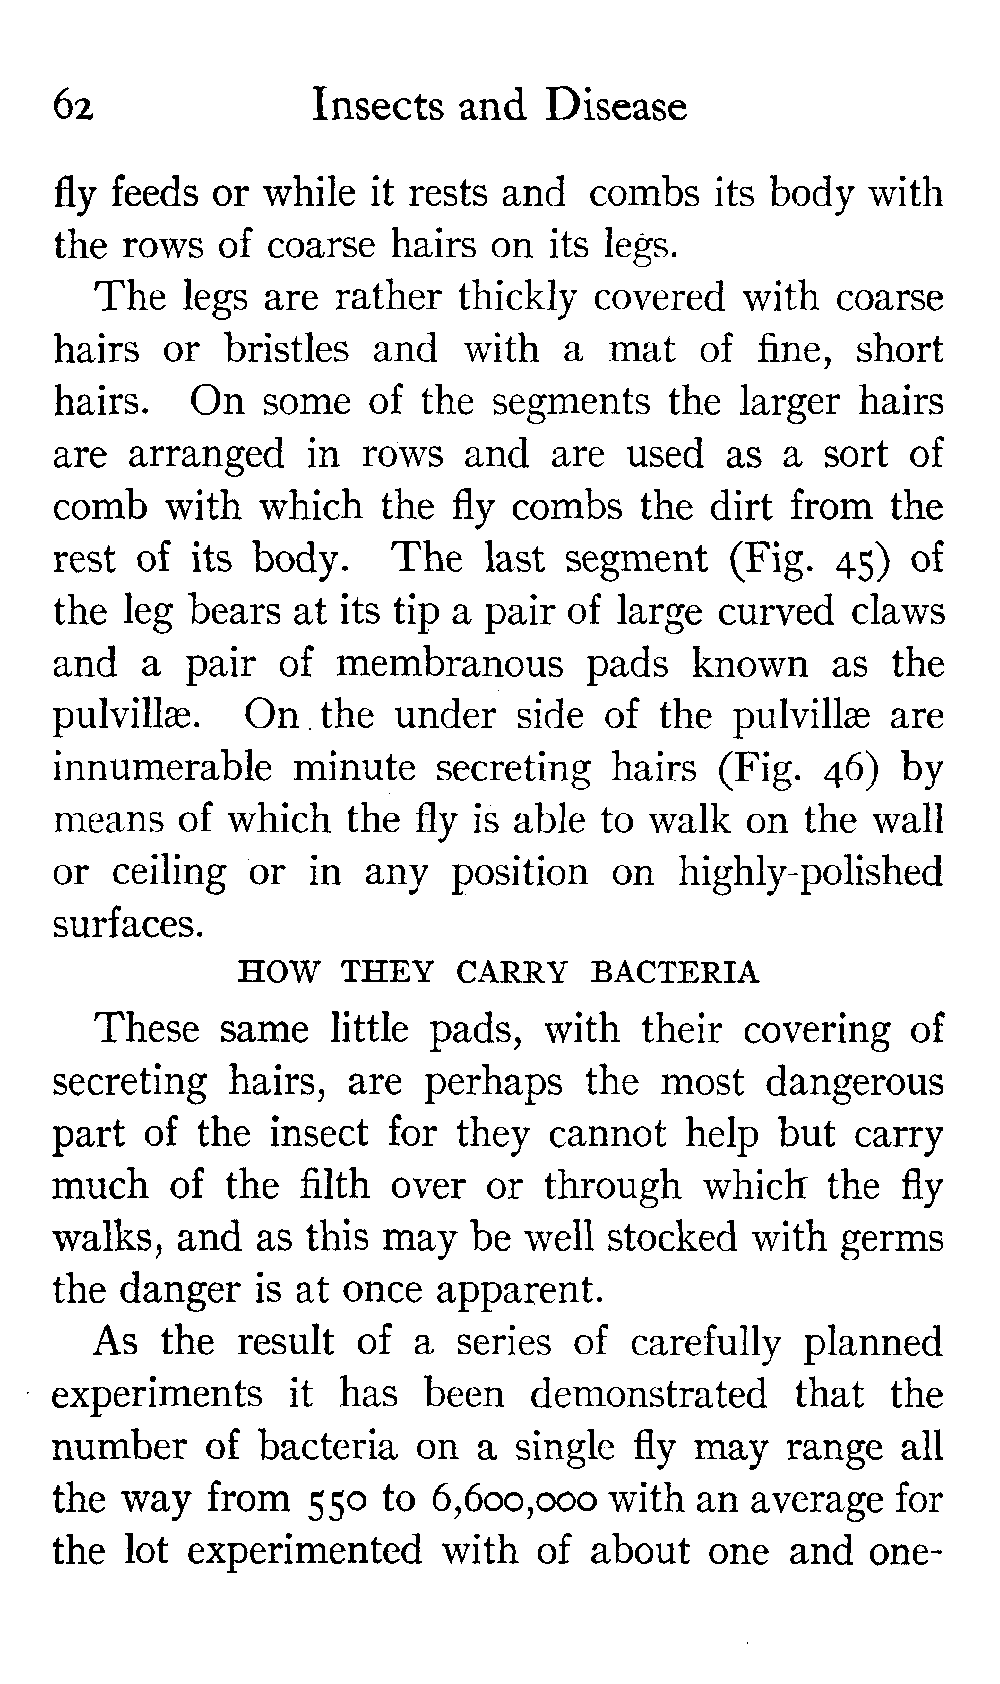 62 Insects and Disease
fly feeds or while it rests and combs its body with
the rows of coarse hairs on its legs.
The legs are rather thickly covered with coarse
hairs or bristles and with a mat of fine, short
hairs. On some of the segments the larger hairs
are arranged in rows and are used as a sort of
comb with which the fly combs the dirt from the
rest of its body. The last segment (Fig. 45) of
the leg bears at its tip a pair of large curved claws
and a pair of membranous pads known as the
pulvillæ. On the under side of the pulvillæ are
innumerable minute secreting hairs (Fig. 46) by
means of which the fly is able to walk on the wall
or ceiling or in any position on highly-polished
surfaces.
HOW THEY CARRY BACTERIA
These same little pads, with their covering of
secreting hairs, are perhaps the most dangerous
part of the insect for they cannot help but carry
much of the filth over or through which the fly
walks, and as this may be well stocked with germs
the danger is at once apparent.
As the result of a series of carefully planned
experiments it has been demonstrated that the
number of bacteria on a single fly may range all
the way from 550 to 6,600,000 with an average for
the lot experimented with of about one and one-